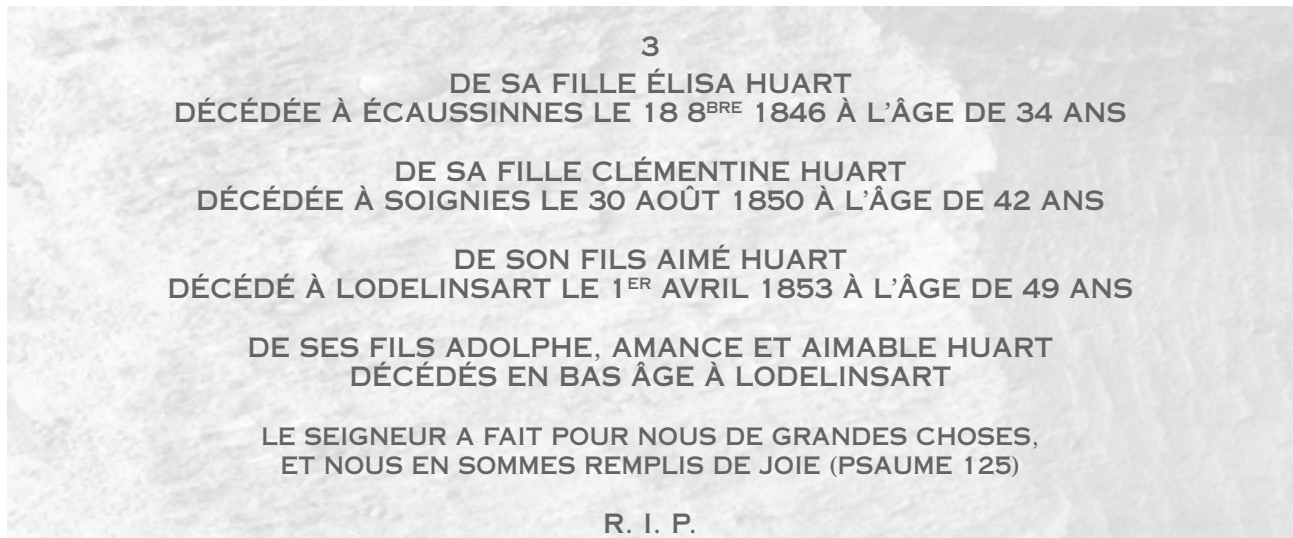 3
DE SA FILLE ÉLISA HUART
DÉCÉDÉE À ÉCAUSSINNES LE 18 8BRE 1846 À L’ÂGE DE 34 ANS
DE SA FILLE CLÉMENTINE HUART
DÉCÉDÉE À SOIGNIES LE 30 AOÛT 1850 À L’ÂGE DE 42 ANS
DE SON FILS AIMÉ HUART
DÉCÉDÉ À LODELINSART LE 1ER AVRIL 1853 À L’ÂGE DE 49 ANS
DE SES FILS ADOLPHE, AMANCE ET AIMABLE HUART
DÉCÉDÉS EN BAS ÂGE À LODELINSART
LE SEIGNEUR A FAIT POUR NOUS DE GRANDES CHOSES,
ET NOUS EN SOMMES REMPLIS DE JOIE (PSAUME 125)
R. I. P.